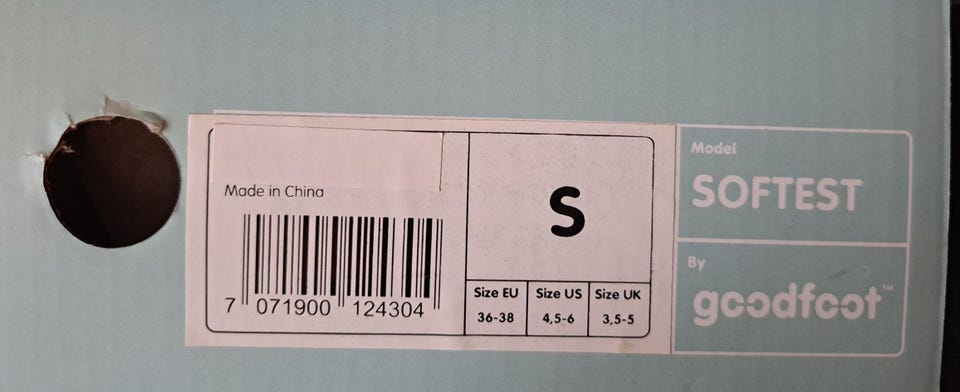 Made in China
7 071900 124304
S
Size EU Size US Size UK
36-38 4,5-6 3,5-5
Model
SOFTEST
By
goodfoot™